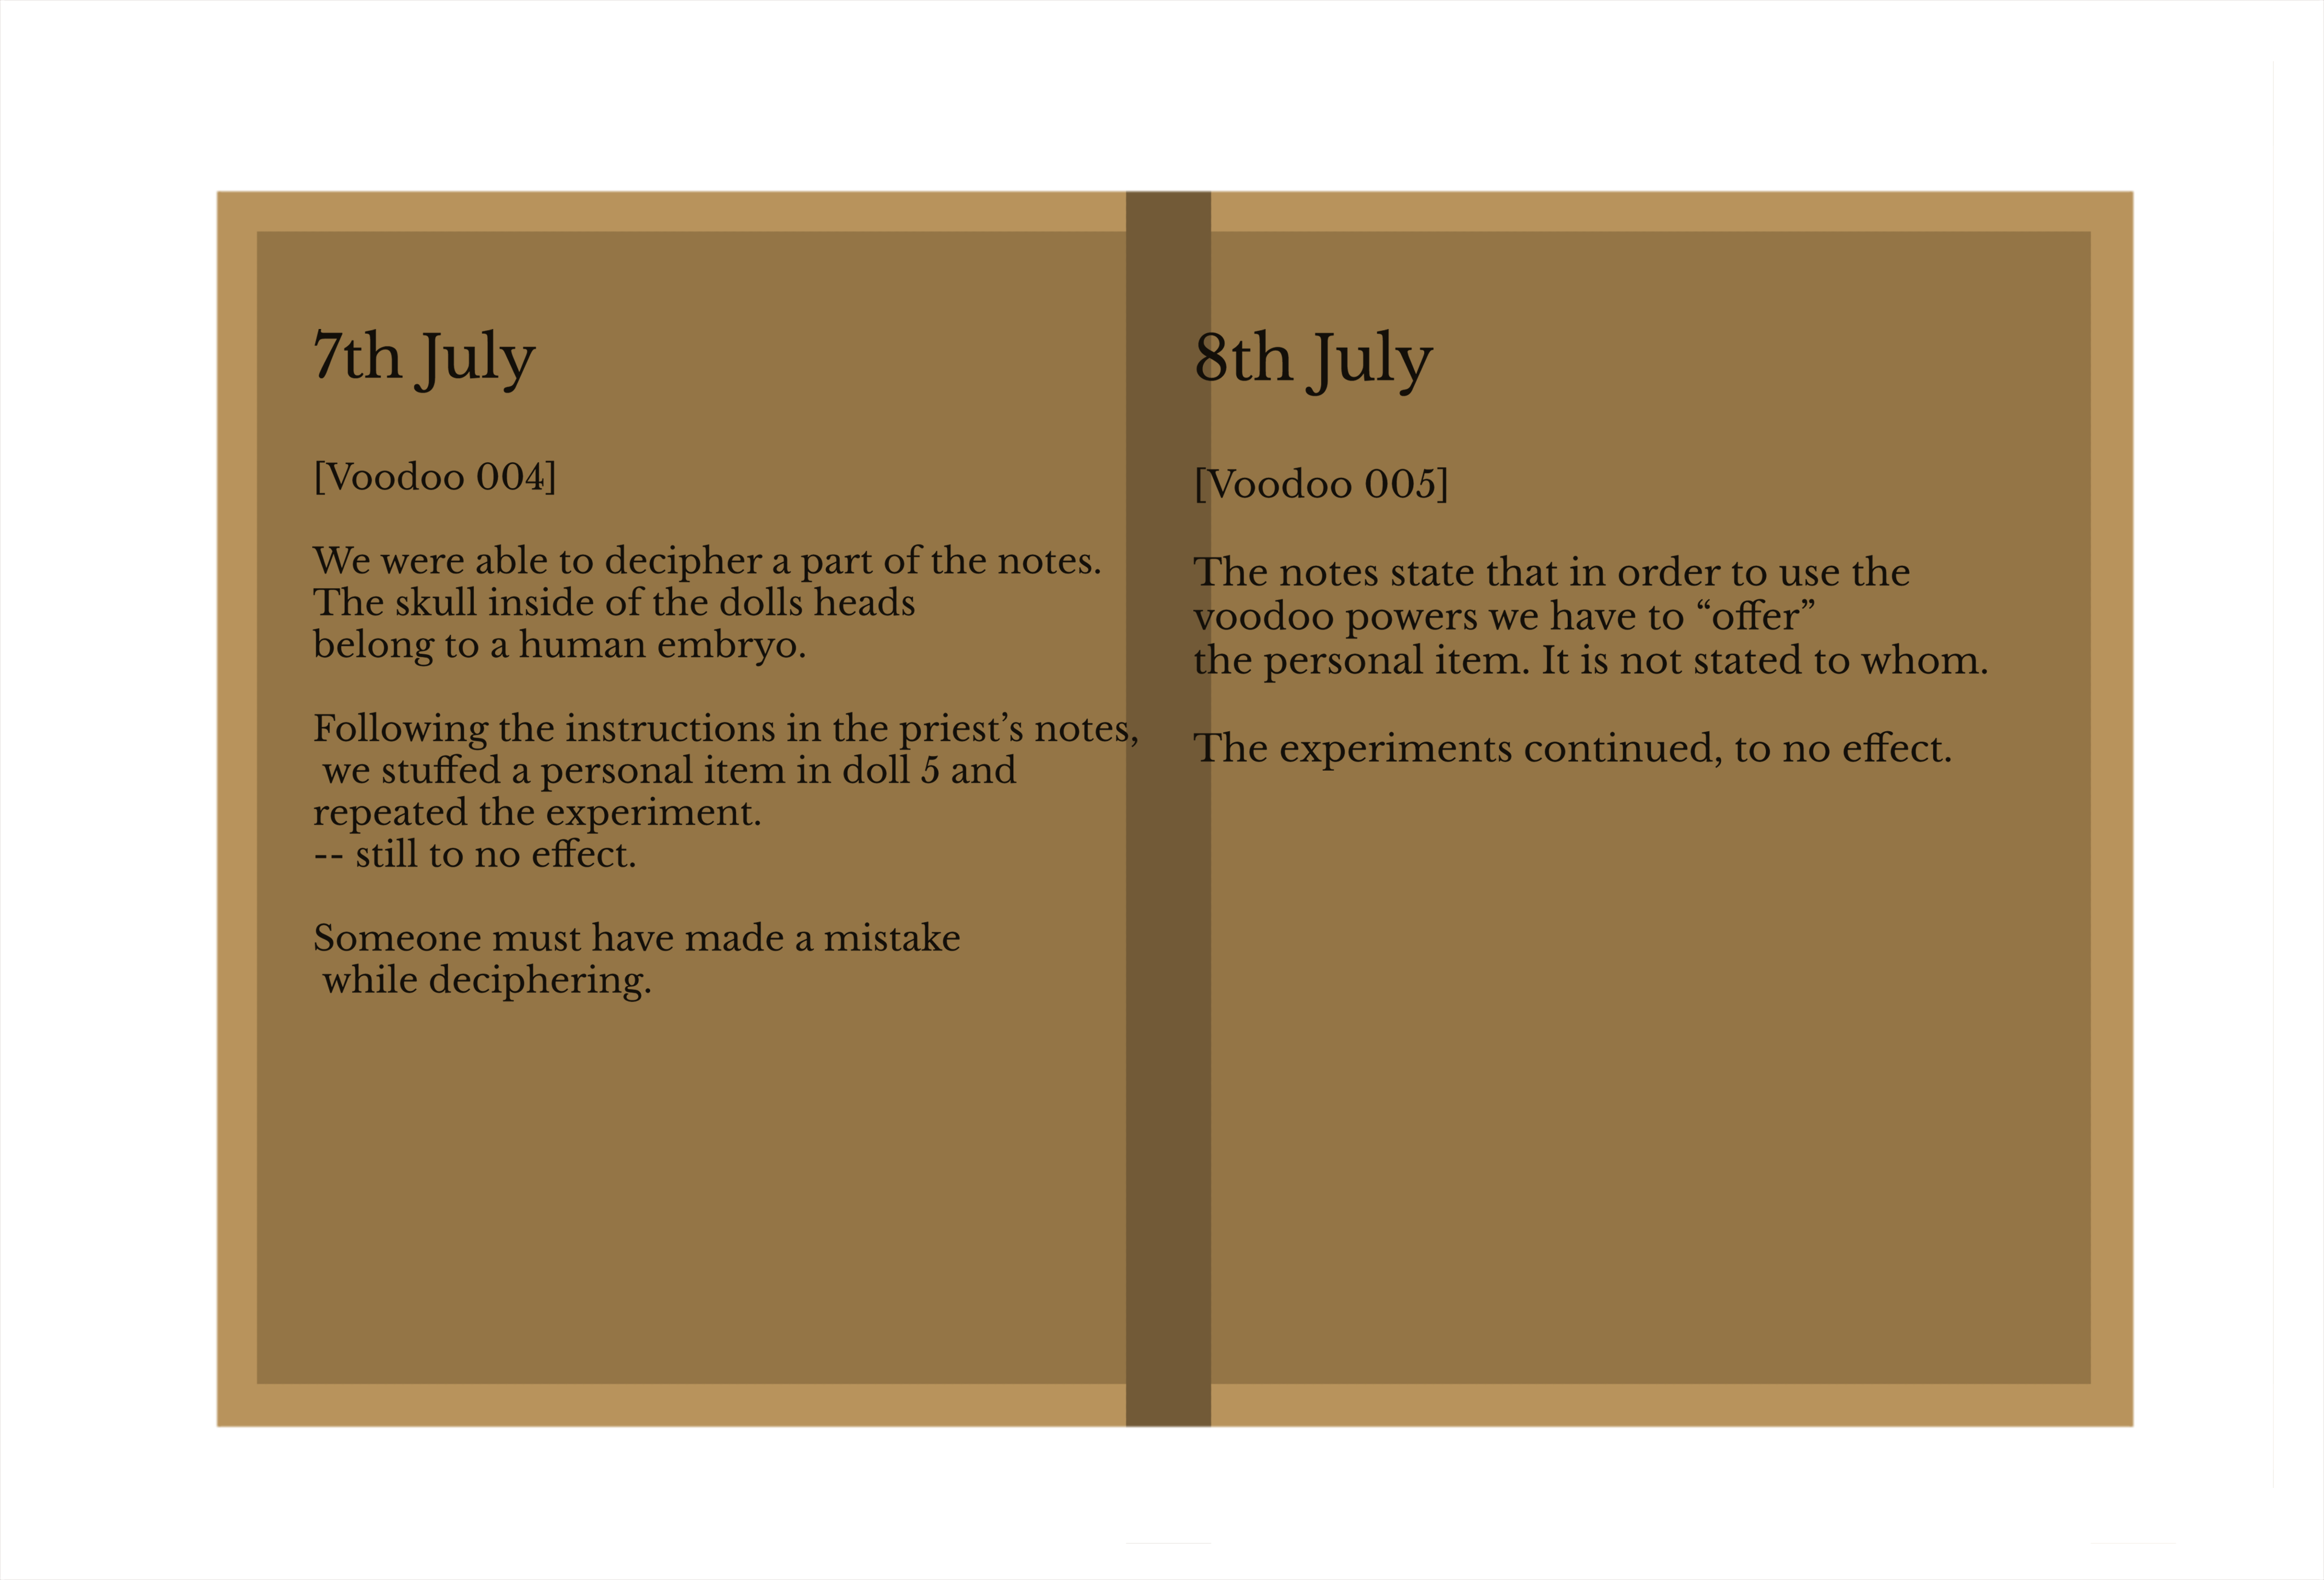 7th July
[Voodoo 004]
We were able to decipher a part of the notes.
The skull inside of the dolls heads
belong to a human embryo.
Following the instructions in the priest’s notes,
we stuffed a personal item in doll 5 and
repeated the experiment.
-- still to no effect.
Someone must have made a mistake
while deciphering.
8th July
[Voodoo 005]
The notes state that in order to use the
voodoo powers we have to “offer”
the personal item. It is not stated to whom.
The experiments continued, to no effect.